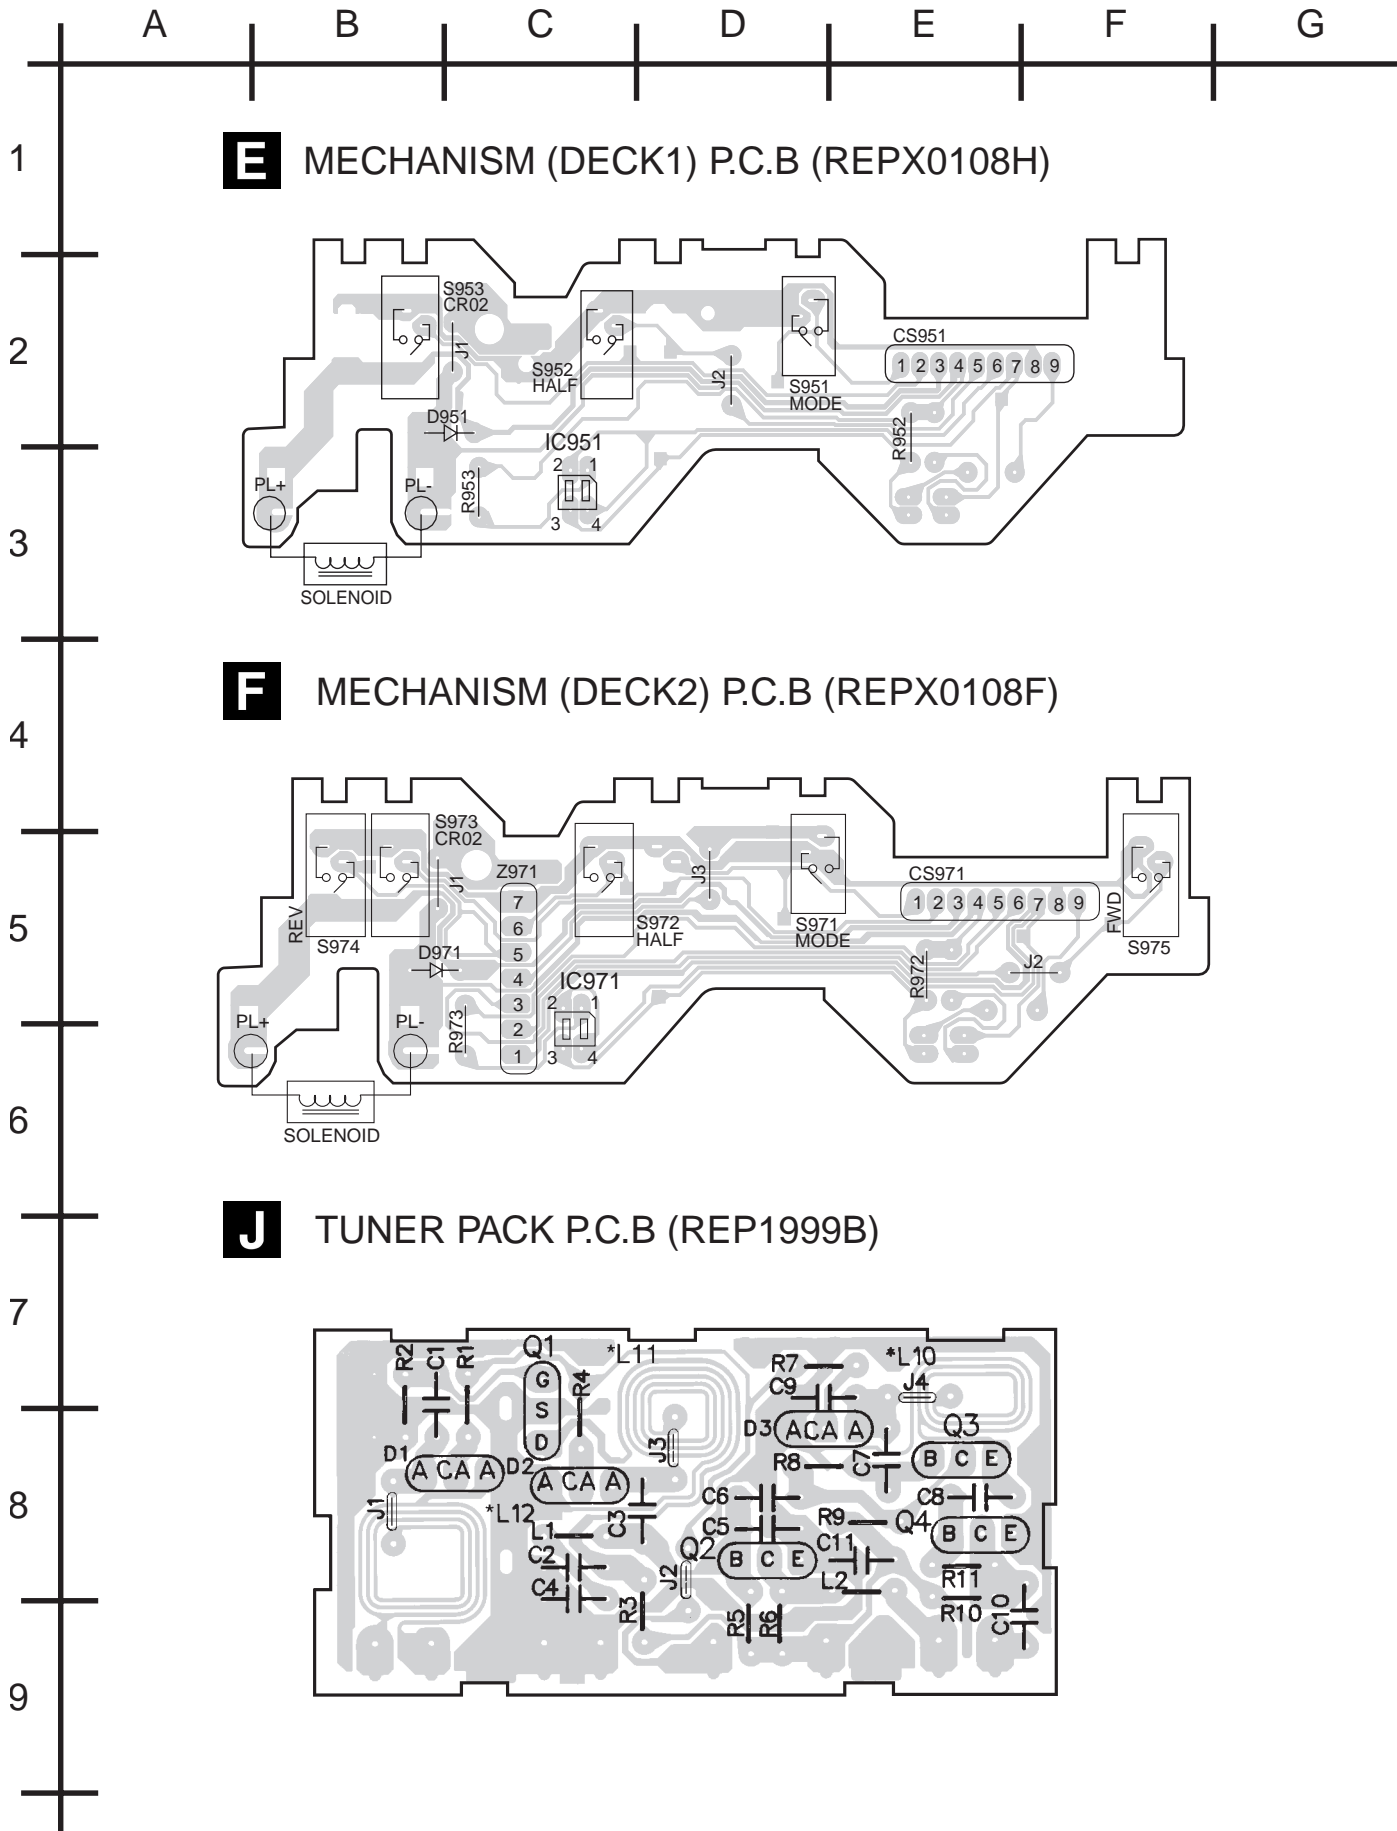 A B C D E F G
1
E MECHANISM (DECK1) P.C.B (REPX0108H)
2
S953
CR02
J1
S952
HALF
J2
S951
MODE
CS951
1 2 3 4 5 6 7 8 9
D951
IC951
2 1
3 4
R953
R952
PL+
PL-
3
SOLENOID
F MECHANISM (DECK2) P.C.B (REPX0108F)
4
S973
CR02
J1
Z971
7
6
5
4
3
2
1
J3
CS971
1 2 3 4 5 6 7 8 9
5
REV
S974
S972
HALF
S971
MODE
FWD
S975
D971
IC971
2 1
3 4
R972
J2
R973
PL+
PL-
6
SOLENOID
J TUNER PACK P.C.B (REP1999B)
7
R2
C1
R1
Q1
G
S
D
R4
*L11
R7
C9
*L10
J4
D3
A CA A
Q3
B C E
D1
A CA A
D2
A CA A
J3
R8
C7
8
J1
*L12
C3
C6
C8
L1
C5
R9
Q4
B C E
C2
Q2
B C E
C11
C4
J2
L2
R11
R3
R5
R6
R10
C10
9